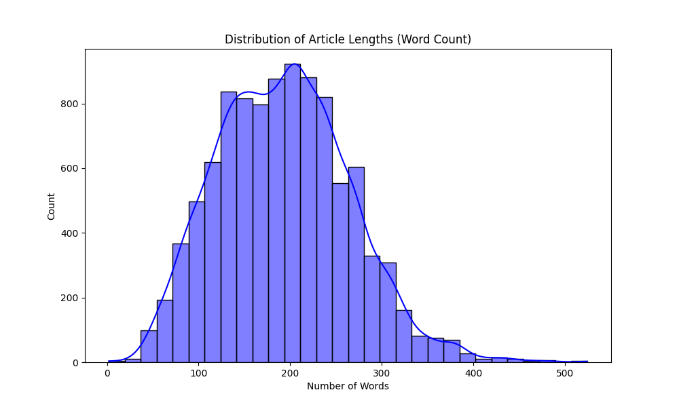 Distribution of Article Lengths (Word Count)
800
600
400
200
0
Count
0 100 200 300 400 500
Number of Words